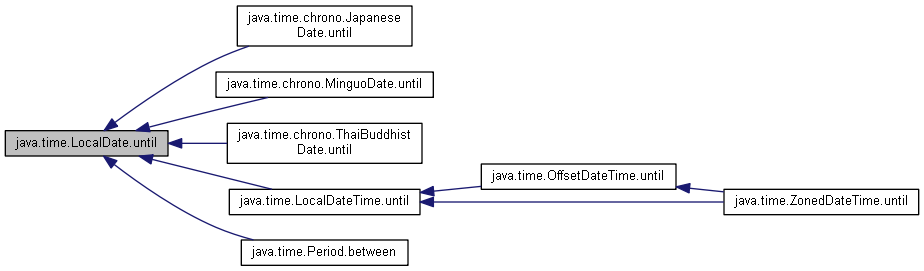 java.time.chrono.Japanese
Date.until
java.time.chrono.MinguoDate.until
java.time.LocalDate.until
java.time.chrono.ThaiBuddhist
Date.until
java.time.OffsetDateTime.until
java.time.LocalDateTime.until
java.time.ZonedDateTime.until
java.time.Period.between